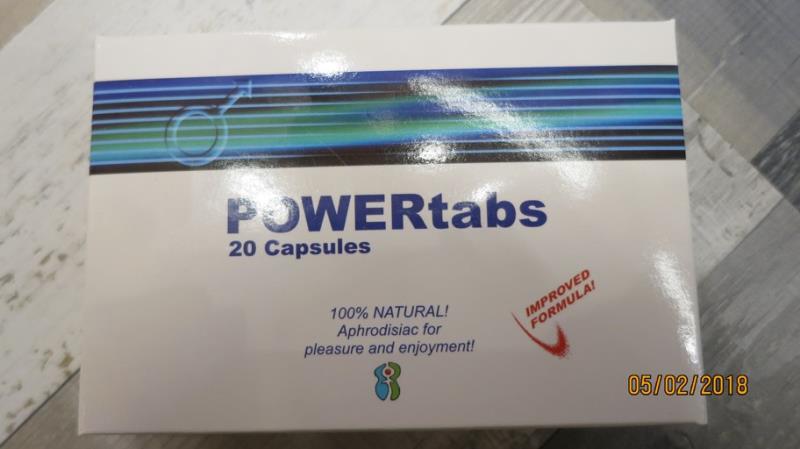 POWERtabs
20 Capsules
100% NATURAL!
Aphrodisiac for
pleasure and enjoyment!
IMPROVED
FORMULA!
05/02/2018